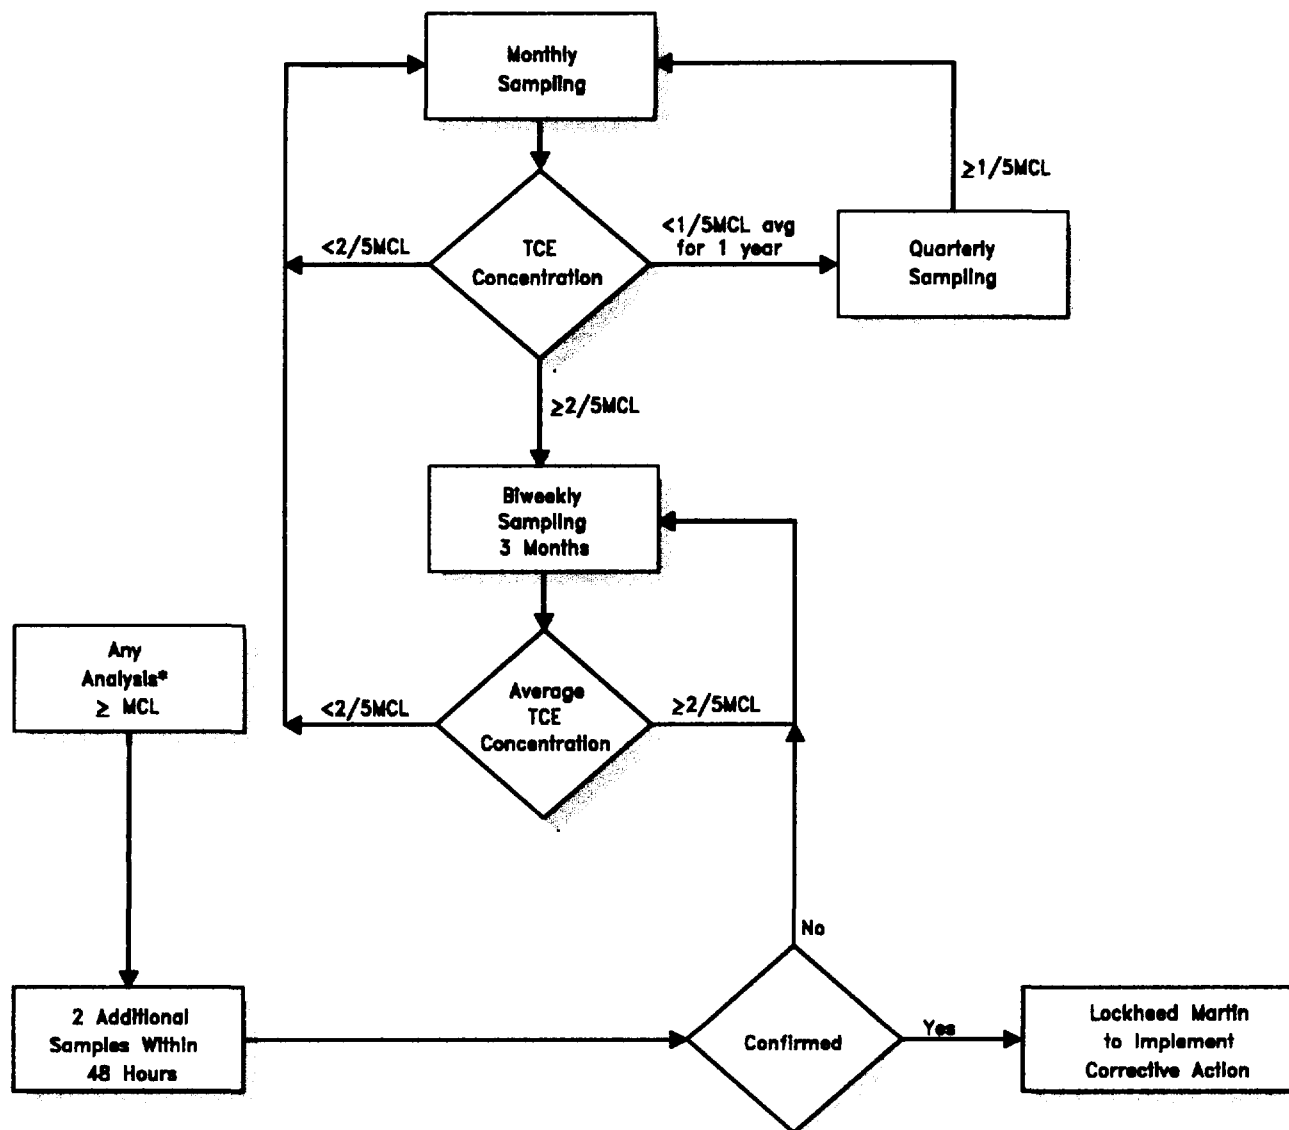 Monthly
Sampling
≥1/5MCL
<2/5MCL
TCE
Concentration
<1/5MCL avg
for 1 year
Quarterly
Sampling
≥2/5MCL
Biweekly
Sampling
3 Months
Any
Analysis*
≥ MCL
<2/5MCL
Average
TCE
Concentration
≥2/5MCL
No
2 Additional
Samples Within
48 Hours
Confirmed
Yes
Lockheed Martin
to Implement
Corrective Action